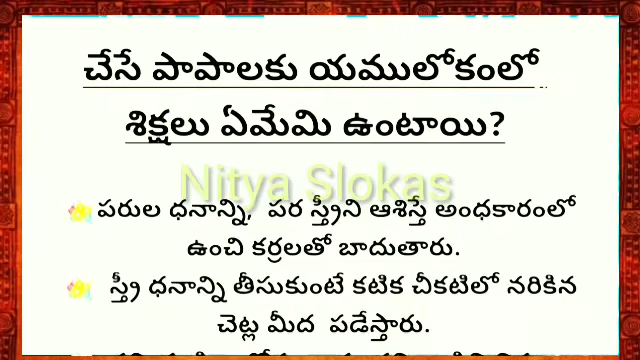 చేసే పాపాలకు యములోకంలో
శిక్షలు ఏమేమి ఉంటాయి?
Nitya Slokas
పరుల ధనాన్ని, పర స్త్రీని ఆశిస్తే అంధకారంలో
ఉంచి కర్రలతో బాదుతారు.
స్త్రీ ధనాన్ని తీసుకుంటే కటిక చీకటిలో నరికిన
చెట్ల మీద పడేస్తారు.